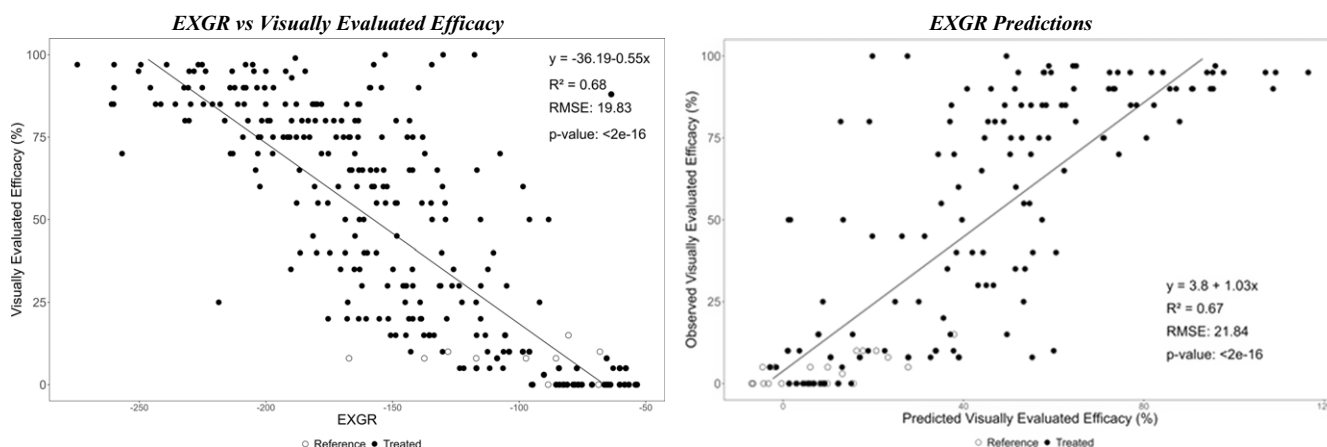 EXGR vs Visually Evaluated Efficacy
Visually Evaluated Efficacy (%)
100
75
50
25
0
y = -36.19-0.55x
R² = 0.68
RMSE: 19.83
p-value: <2e-16
-250
-200
-150
-100
-50
EXGR
Reference Treated
EXGR Predictions
Observed Visually Evaluated Efficacy (%)
100
75
50
25
0
y = 3.8 + 1.03x
R² = 0.67
RMSE: 21.84
p-value: <2e-16
0
40
80
Predicted Visually Evaluated Efficacy (%)
Reference Treated